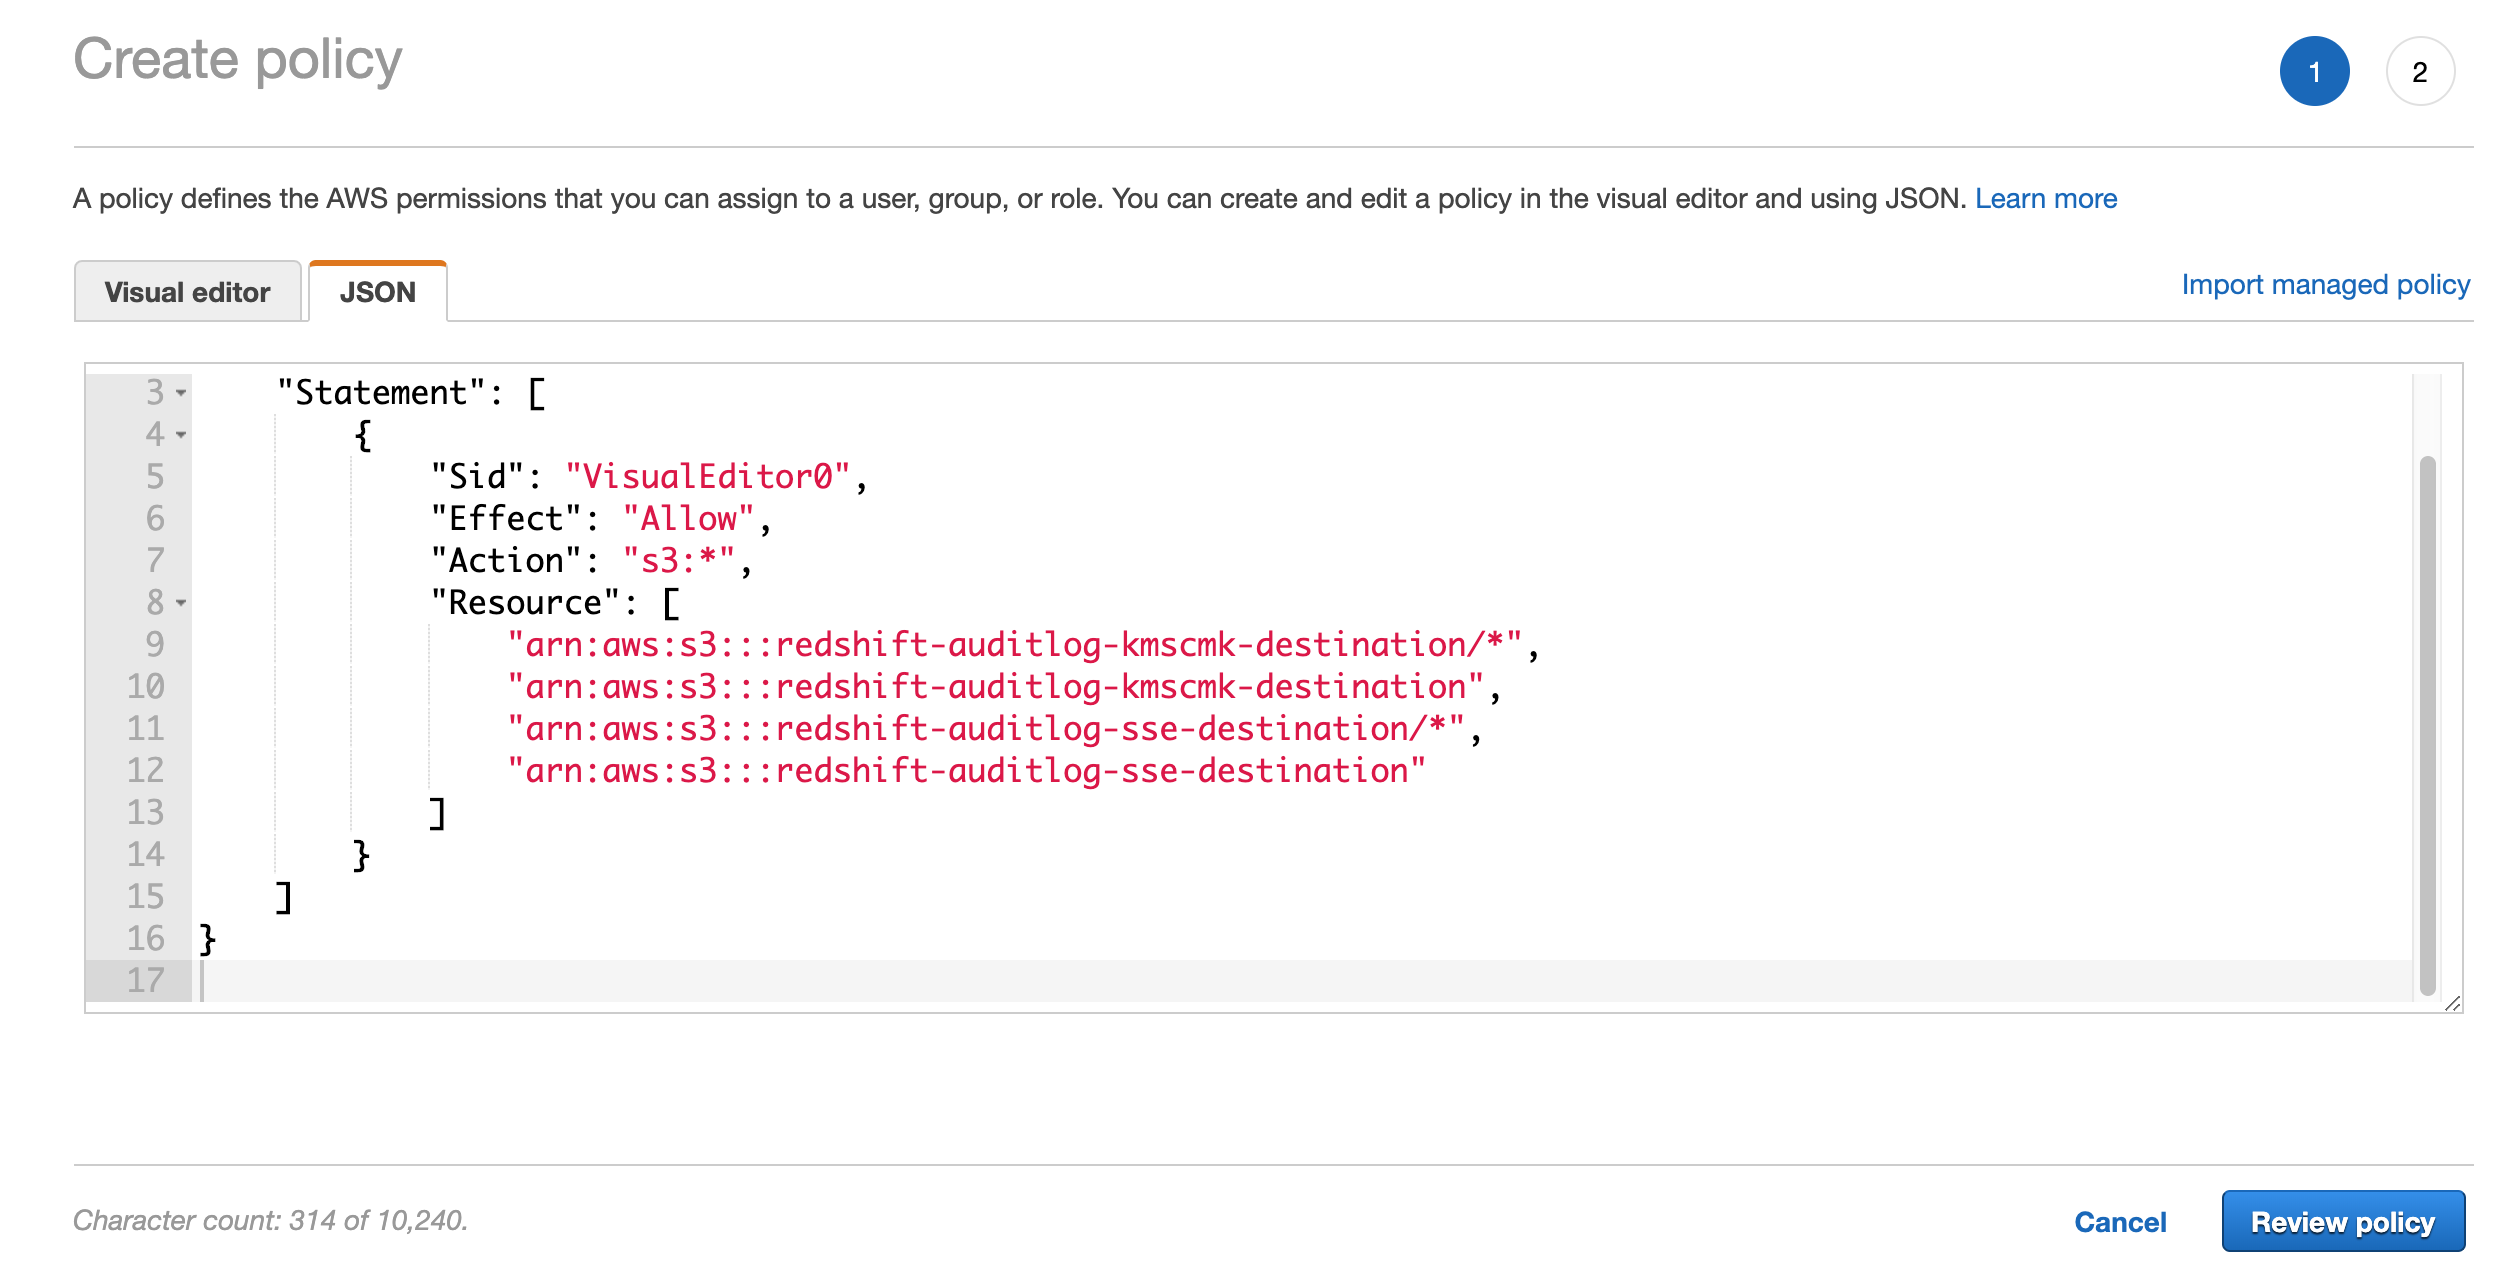 Create policy
1
2
A policy defines the AWS permissions that you can assign to a user, group, or role. You can create and edit a policy in the visual editor and using JSON. Learn more
Visual editor
JSON
Import managed policy
3 "Statement": [
4 {
5 "Sid": "VisualEditor0",
6 "Effect": "Allow",
7 "Action": "s3:*",
8 "Resource": [
9 "arn:aws:s3:::redshift-auditlog-kmscmk-destination/*",
10 "arn:aws:s3:::redshift-auditlog-kmscmk-destination",
11 "arn:aws:s3:::redshift-auditlog-sse-destination/*",
12 "arn:aws:s3:::redshift-auditlog-sse-destination"
13 ]
14 }
15 ]
16 }
17
Character count: 314 of 10,240.
Cancel
Review policy